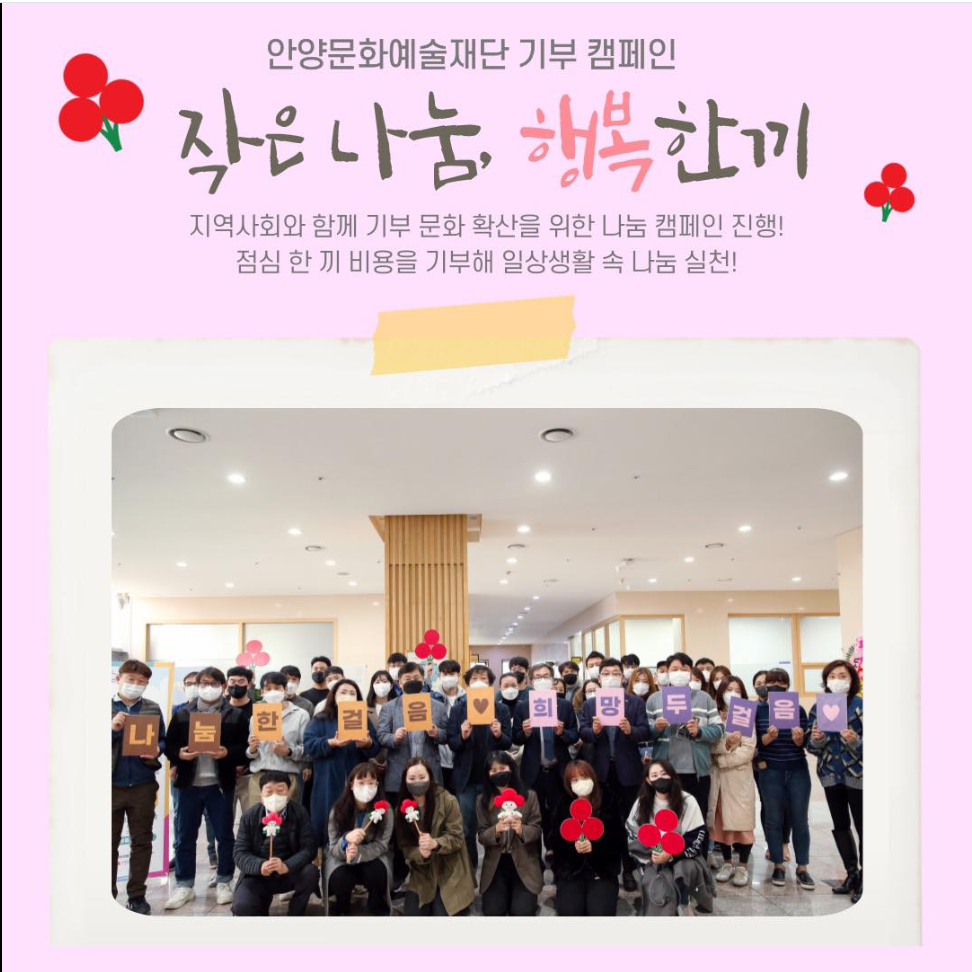 안양문화예술재단 기부 캠페인
작은 나눔, 행복한끼
지역사회와 함께 기부 문화 확산을 위한 나눔 캠페인 진행!
점심 한 끼 비용을 기부해 일상생활 속 나눔 실천!
나눔한걸음♥희망두걸음♥